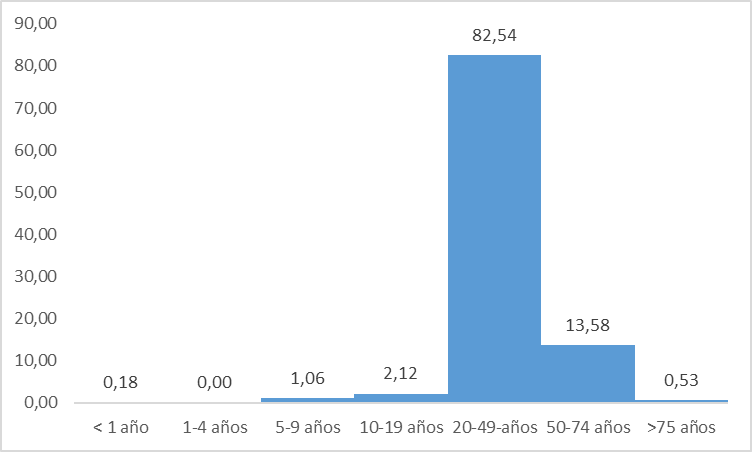 90,00
80,00
70,00
60,00
50,00
40,00
30,00
20,00
10,00
0,00
0,18
0,00
1,06
2,12
82,54
13,58
0,53
< 1 año
1-4 años
5-9 años
10-19 años
20-49-años
50-74 años
>75 años